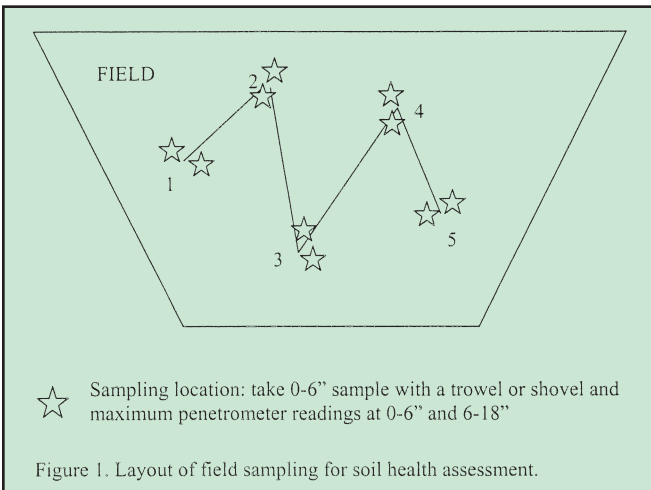 FIELD
2
4
1
5
3
Sampling location: take 0-6” sample with a trowel or shovel and
maximum penetrometer readings at 0-6” and 6-18”
Figure 1. Layout of field sampling for soil health assessment.